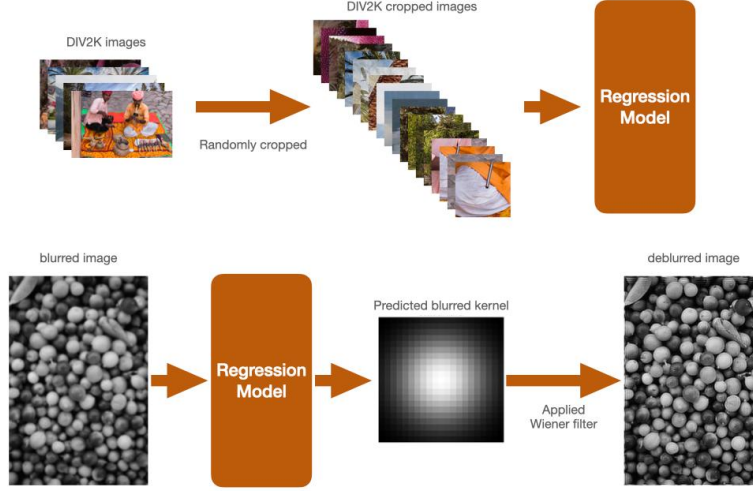 DIV2K images
DIV2K cropped images
Randomly cropped
Regression
Model
blurred image
Regression
Model
Predicted blurred kernel
Applied
Wiener filter
deblurred image